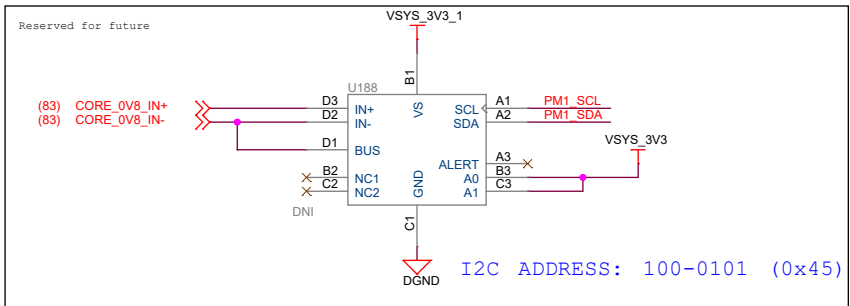 Reserved for future
VSYS_3V3_1
B1
U188
(83) CORE_0V8_IN+ D3 IN+ VS SCL A1 PM1_SCL
(83) CORE_0V8_IN- D2 IN- SDA A2 PM1_SDA
VSYS_3V3
D1 BUS
ALERT A3
B2 NC1 A0 B3
C2 NC2 GND A1 C3
DNI
C1
DGND
I2C ADDRESS: 100-0101 (0x45)